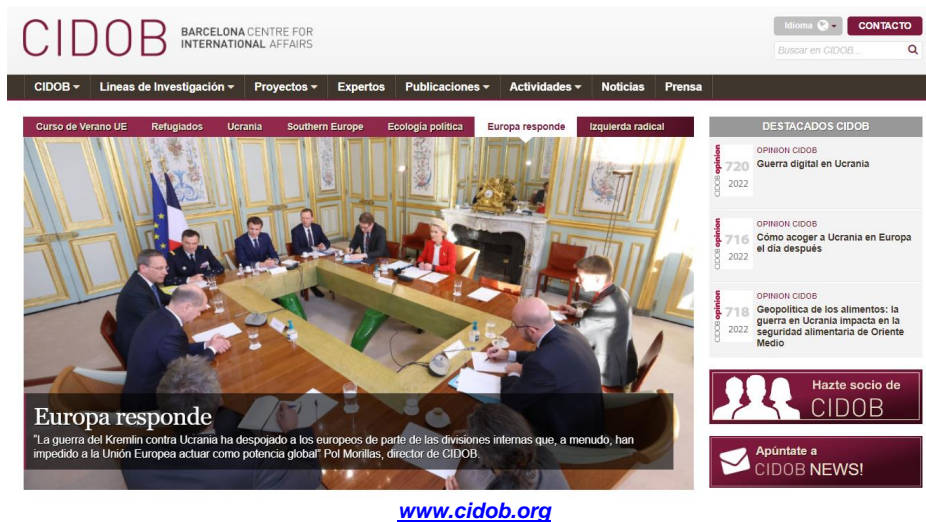 CIDOB
BARCELONA CENTRE FOR
INTERNATIONAL AFFAIRS
Idioma
CONTACTO
Buscar en CIDOB...
CIDOB
Líneas de Investigación
Proyectos
Expertos
Publicaciones
Actividades
Noticias
Prensa
Curso de Verano UE
Refugiados
Ucrania
Southern Europe
Ecología política
Europa responde
Izquierda radical
Europa responde
"La guerra del Kremlin contra Ucrania ha despojado a los europeos de parte de las divisiones internas que, a menudo, han
impedido a la Unión Europea actuar como potencia global" Pol Morillas, director de CIDOB.
DESTACADOS CIDOB
CIDOB opinion
720
2022
OPINION CIDOB
Guerra digital en Ucrania
CIDOB opinion
716
2022
OPINION CIDOB
Cómo acoger a Ucrania en Europa
el día después
CIDOB opinion
718
2022
OPINION CIDOB
Geopolítica de los alimentos: la
guerra en Ucrania impacta en la
seguridad alimentaria de Oriente
Medio
Hazte socio de
CIDOB
Apúntate a
CIDOB NEWS!
www.cidob.org